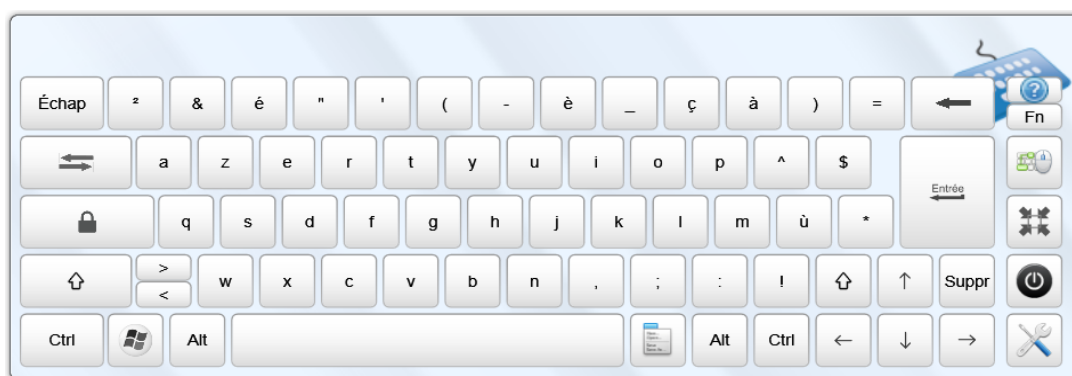 Échap ² & é " ' ( - è _ ç à ) = Fn
a z e r t y u i o p ^ $ Entrée
q s d f g h j k l m ù *
> < w x c v b n , ; : ! Suppr
Ctrl Alt Alt Ctrl